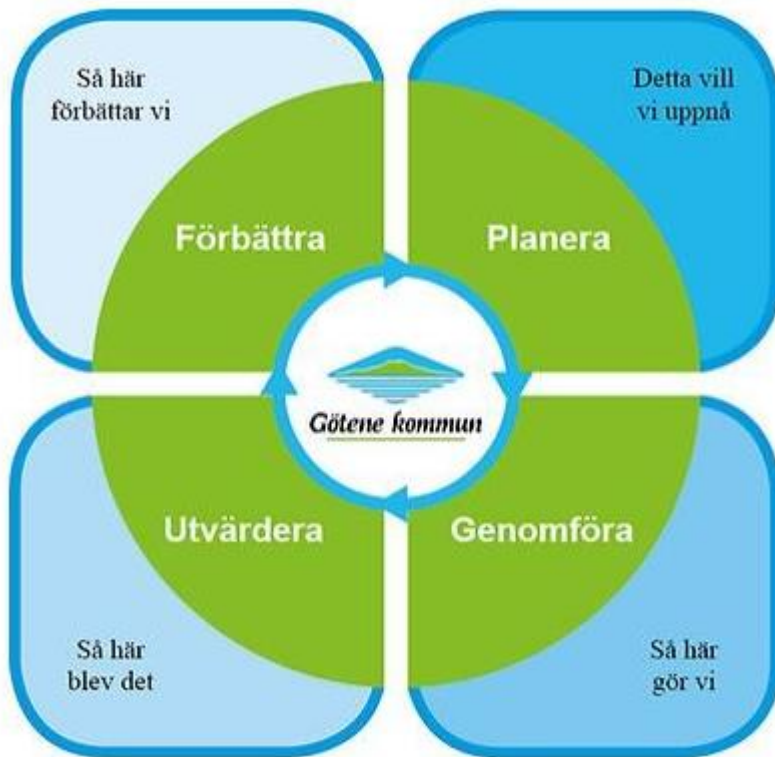 Så här
förbättar vi
Detta vill
vi uppnå
Förbättra
Planera
Götene kommun
Utvärdera
Genomföra
Så här
blev det
Så här
gör vi